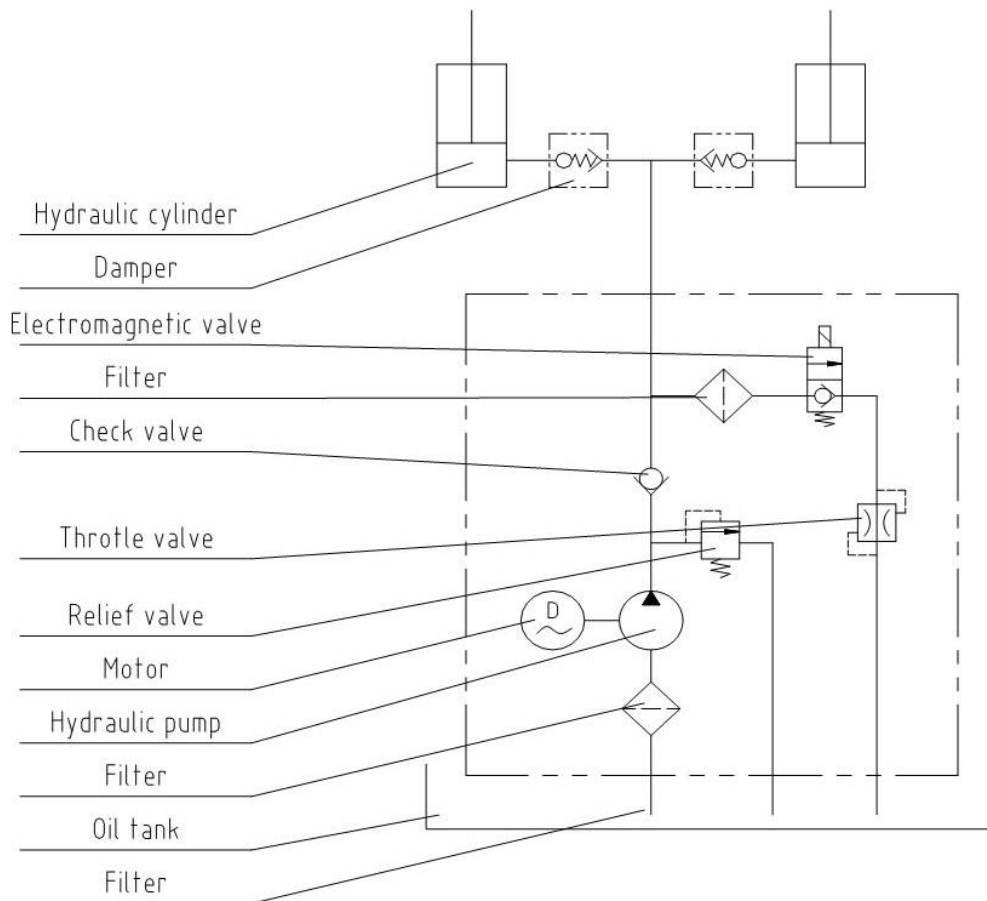 Hydraulic cylinder
Damper
Electromagnetic valve
Filter
Check valve
Throtle valve
Relief valve
D
Motor
Hydraulic pump
Filter
Oil tank
Filter